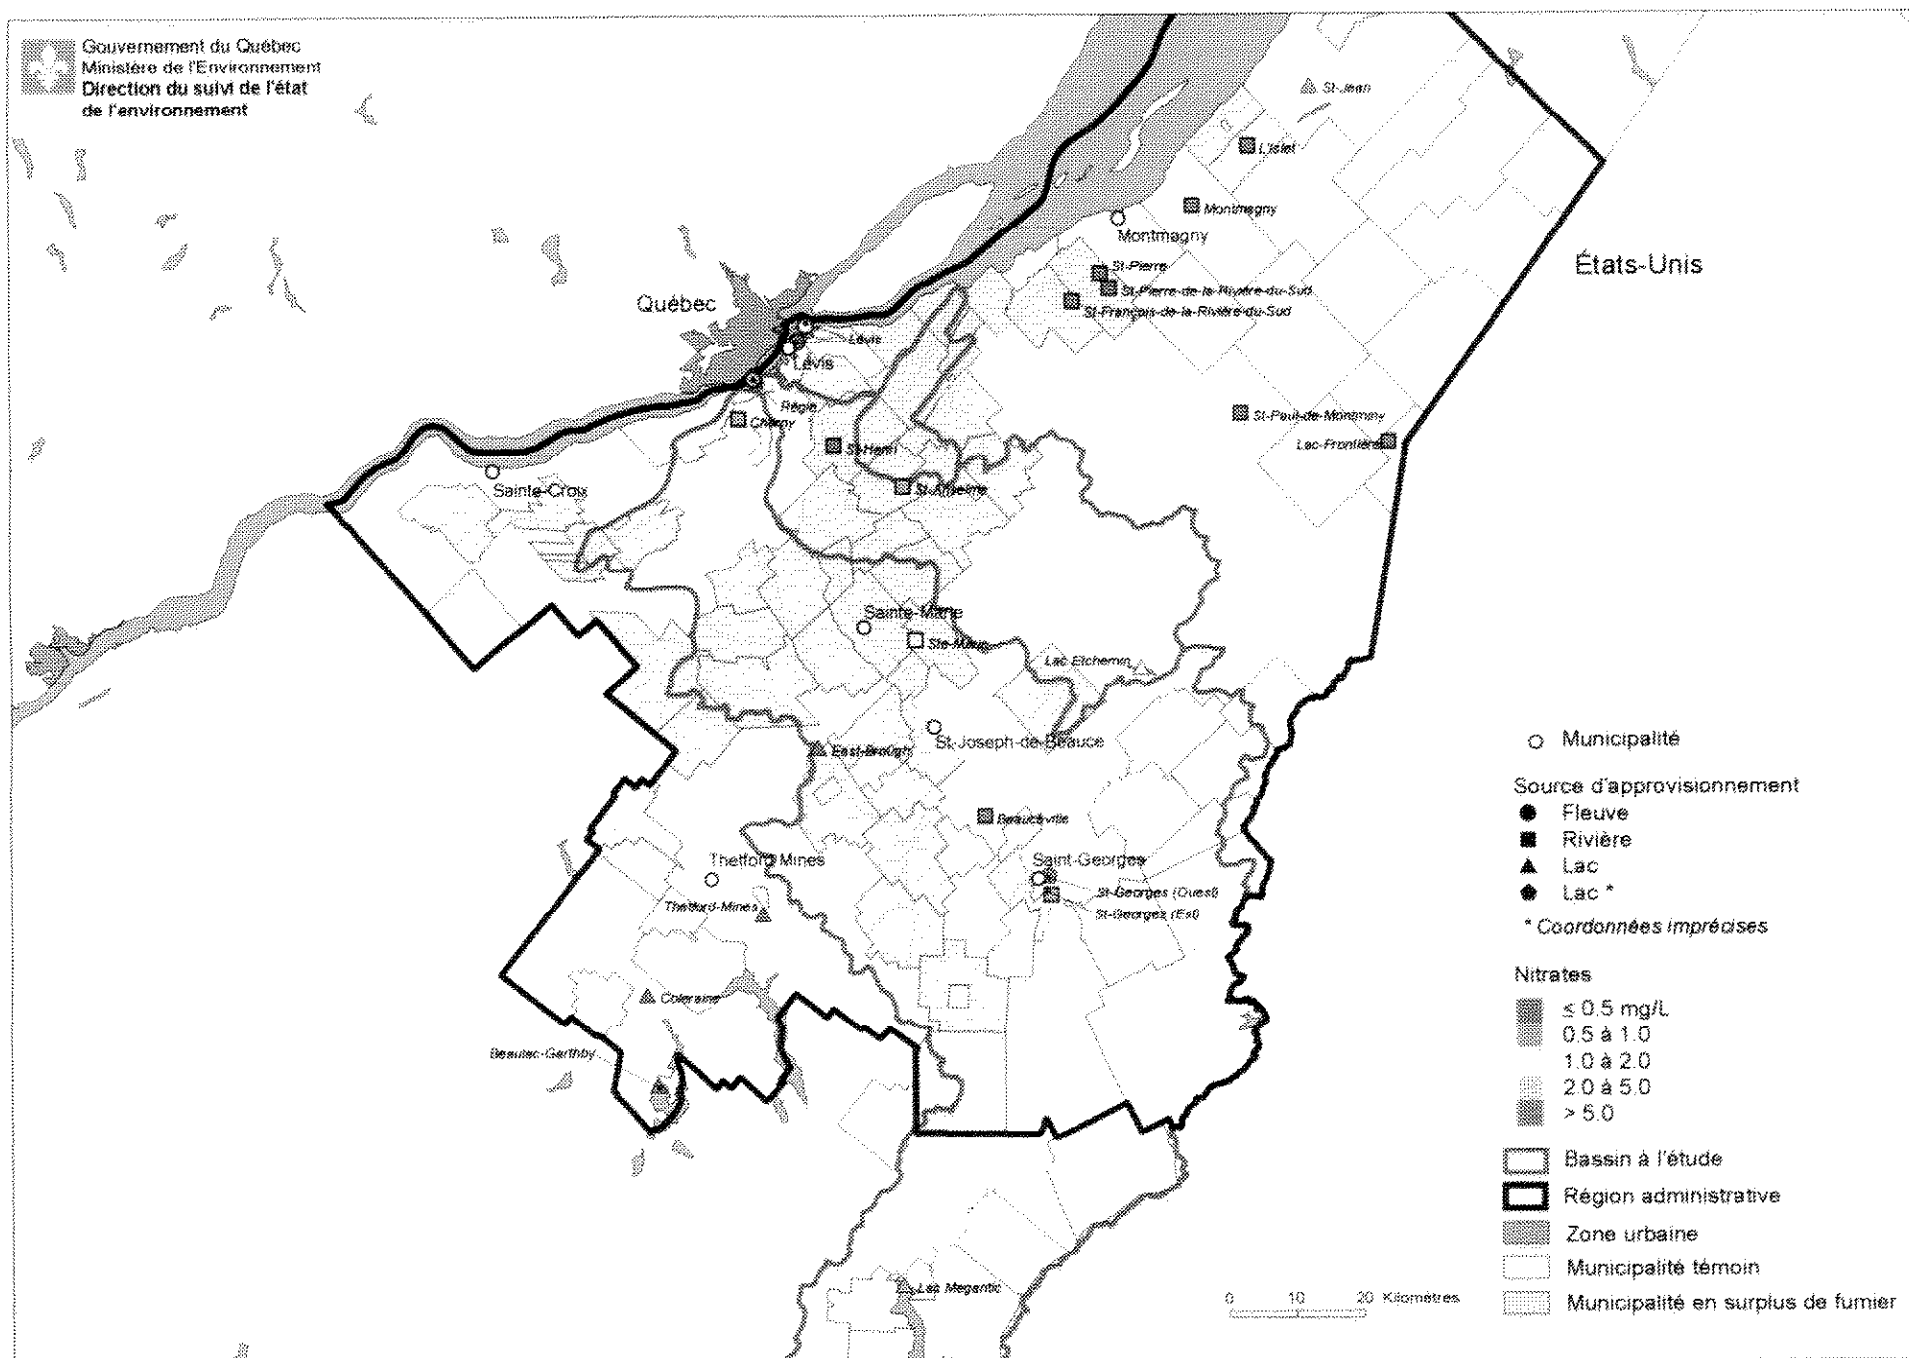 Gouvernement du Québec
Ministère de l'Environnement
Direction du suivi de l'état
de l'environnement
St-Jean
L'Islet
Montmagny
Montmagny
États-Unis
St-Pierre
St-Pierre-de-la-Rivière-du-Sud
St-François-de-la-Rivière-du-Sud
Québec
Lévis
Lévis
Régie
Charny
St-Paul-de-Montminy
Lac-Frontière
St-Henri
St-Anselme
Sainte-Croix
Sainte-Marie
Ste-Marie
Lac Etchemin
St-Joseph-de-Beauce
East-Brough
Beauceville
Thetford Mines
Saint-Georges
St-Georges (Ouest)
St-Georges (Est)
Thetford-Mines
Coleraine
Beaulac-Garthby
Lac Megantic
Municipalité
Source d'approvisionnement
Fleuve
Rivière
Lac
Lac *
* Coordonnées imprécises
Nitrates
≤ 0.5 mg/L
0.5 à 1.0
1.0 à 2.0
2.0 à 5.0
> 5.0
Bassin à l'étude
Région administrative
Zone urbaine
Municipalité témoin
Municipalité en surplus de fumier
0 10 20 Kilomètres